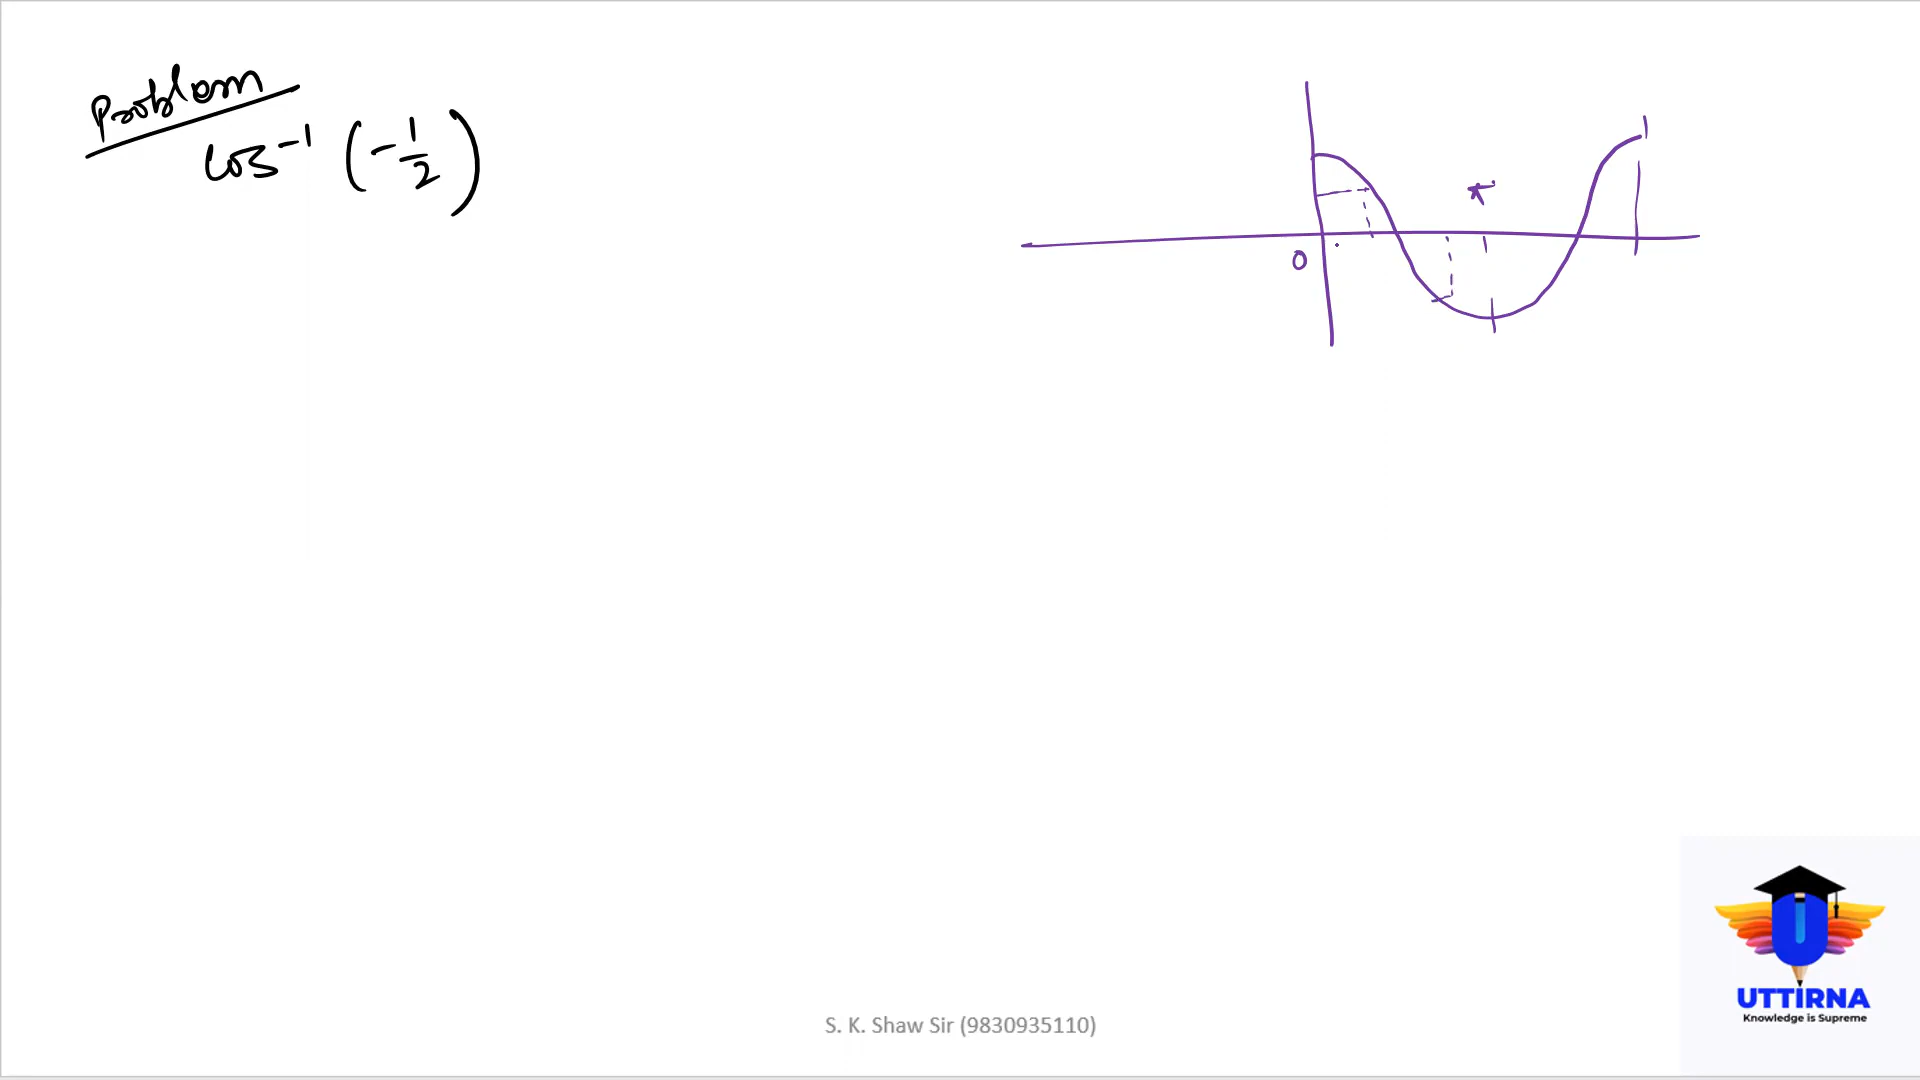 Problem
cos⁻¹ (-1/2)
π
0
S. K. Shaw Sir (9830935110)
U
UTTIRNA
Knowledge is Supreme